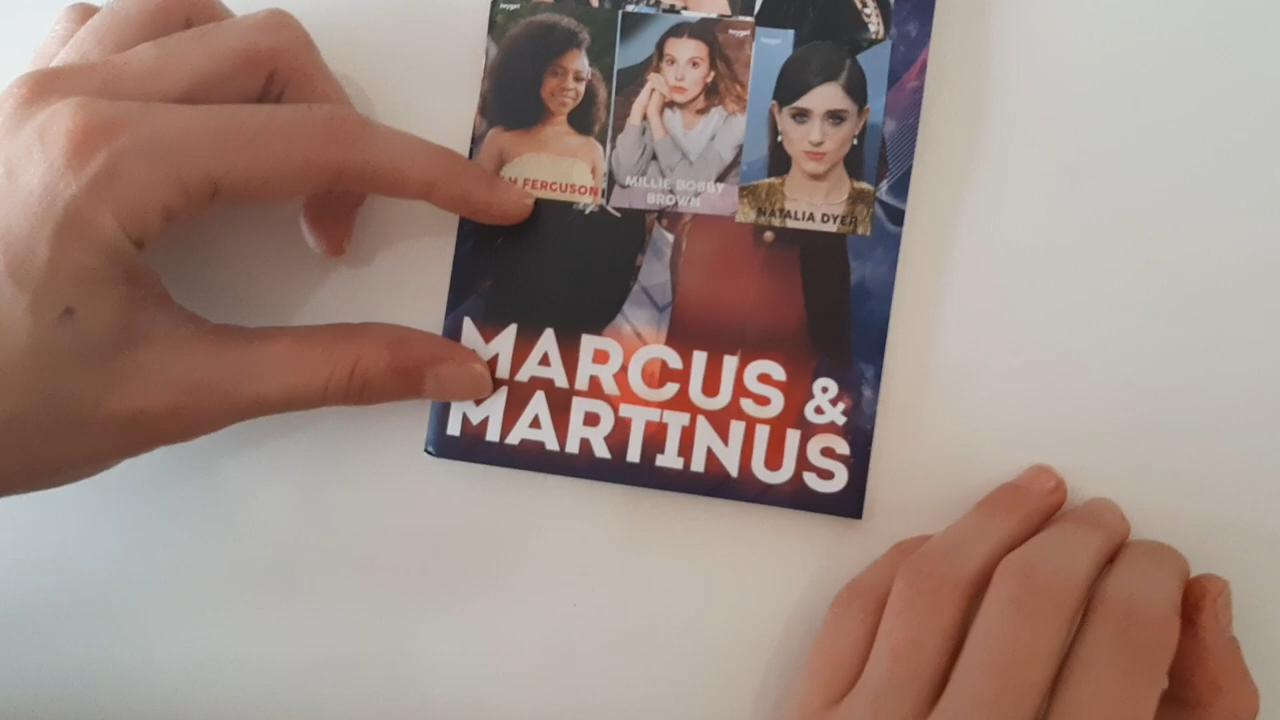 FERGUSON
MILLIE BOBBY
BROWN
NATALIA DYER
MARCUS &
MARTINUS